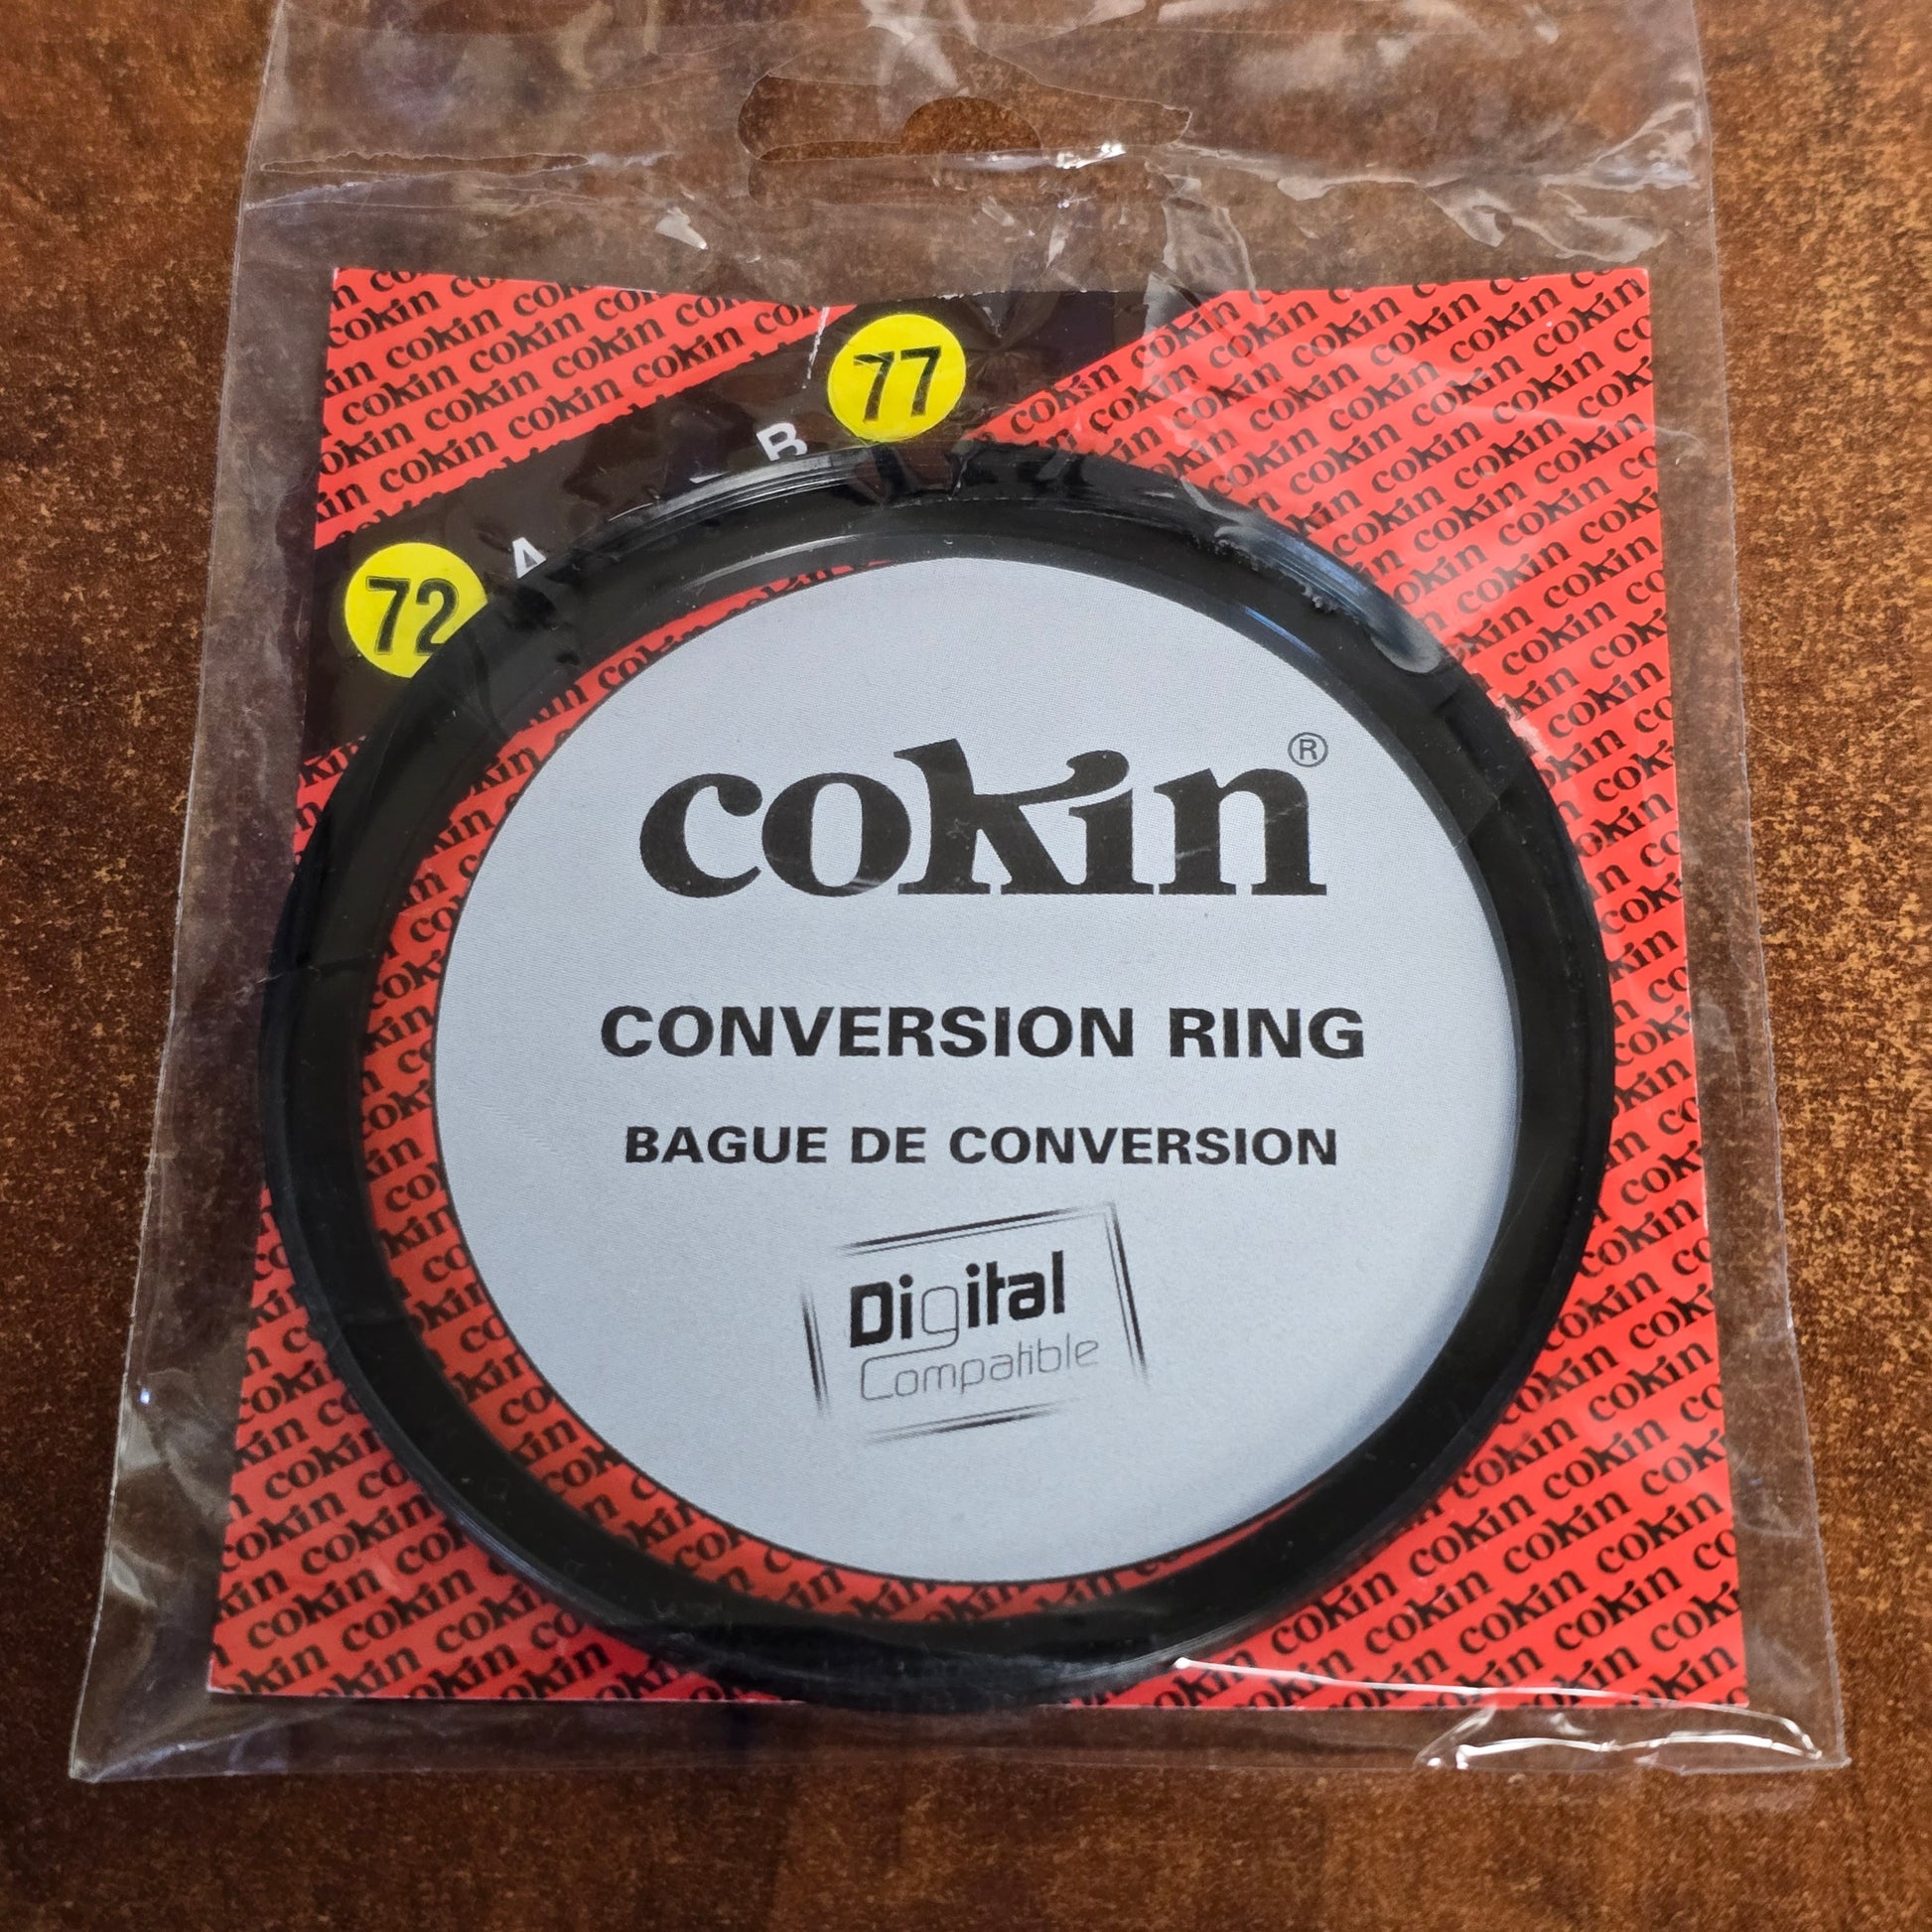 77
B
72
A
cokin®
CONVERSION RING
BAGUE DE CONVERSION
Digital
Compatible